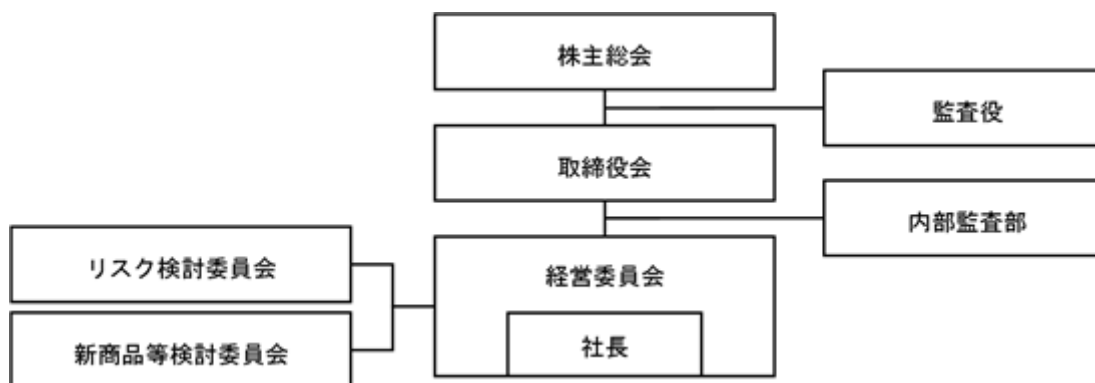 株主総会
監査役
取締役会
内部監査部
リスク検討委員会
経営委員会
社長
新商品等検討委員会